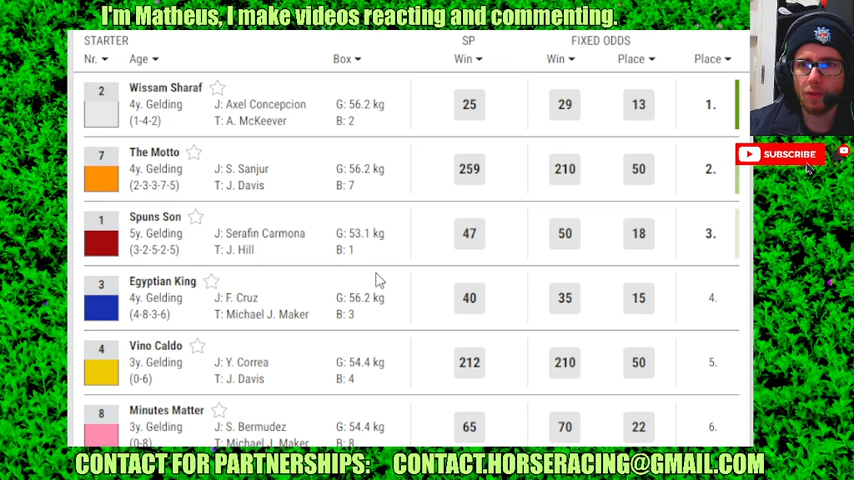 I'm Matheus, I make videos reacting and commenting.
STARTER SP FIXED ODDS
Nr. Age Box Win Win Place Place
2 Wissam Sharaf
4y. Gelding J: Axel Concepcion G: 56.2 kg 25 29 13 1.
(1-4-2) T: A. McKeever B: 2
SUBSCRIBE
7 The Motto
4y. Gelding J: S. Sanjur G: 56.2 kg 259 210 50 2.
(2-3-3-7-5) T: J. Davis B: 7
1 Spuns Son
5y. Gelding J: Serafin Carmona G: 53.1 kg 47 50 18 3.
(3-2-5-2-5) T: J. Hill B: 1
3 Egyptian King
4y. Gelding J: F. Cruz G: 56.2 kg 40 35 15 4.
(4-8-3-6) T: Michael J. Maker B: 3
4 Vino Caldo
3y. Gelding J: Y. Correa G: 54.4 kg 212 210 50 5.
(0-6) T: J. Davis B: 4
8 Minutes Matter
3y. Gelding J: S. Bermudez G: 54.4 kg 65 70 22 6.
(0-8) T: Michael J. Maker B: 8
CONTACT FOR PARTNERSHIPS: CONTACT.HORSERACING@GMAIL.COM